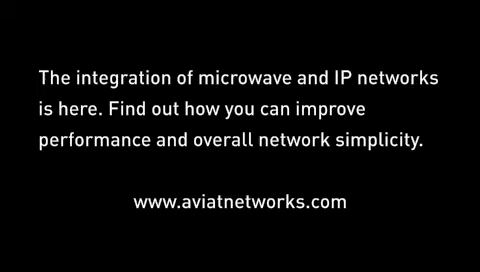 The integration of microwave and IP networks
is here. Find out how you can improve
performance and overall network simplicity.
www.aviatnetworks.com